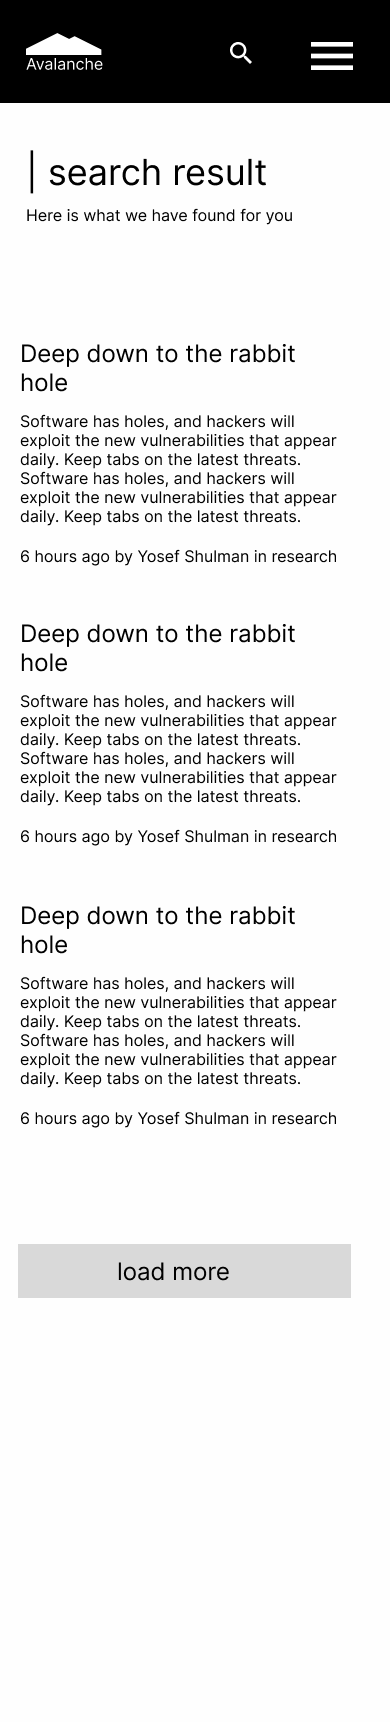 Avalanche
| search result
Here is what we have found for you
Deep down to the rabbit
hole
Software has holes, and hackers will
exploit the new vulnerabilities that appear
daily. Keep tabs on the latest threats.
Software has holes, and hackers will
exploit the new vulnerabilities that appear
daily. Keep tabs on the latest threats.
6 hours ago by Yosef Shulman in research
Deep down to the rabbit
hole
Software has holes, and hackers will
exploit the new vulnerabilities that appear
daily. Keep tabs on the latest threats.
Software has holes, and hackers will
exploit the new vulnerabilities that appear
daily. Keep tabs on the latest threats.
6 hours ago by Yosef Shulman in research
Deep down to the rabbit
hole
Software has holes, and hackers will
exploit the new vulnerabilities that appear
daily. Keep tabs on the latest threats.
Software has holes, and hackers will
exploit the new vulnerabilities that appear
daily. Keep tabs on the latest threats.
6 hours ago by Yosef Shulman in research
load more